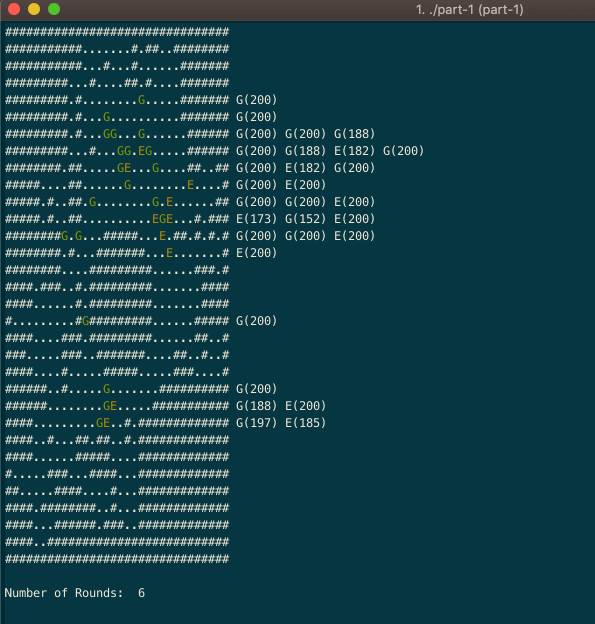 1. ./part-1 (part-1)
################################
###########.......#.##..########
###########...#...#......#######
#########...#....##.#....#######
#########.#........G.....####### G(200)
#########.#...G..........####### G(200)
#########.#...GG...G......###### G(200) G(200) G(188)
#########...#...GG.EG.....###### G(200) G(188) E(182) G(200)
########.##.....GE...G....##..## G(200) E(182) G(200)
#####....##......G........E....# G(200) E(200)
#####.#..##.G........G.E......## G(200) G(200) E(200)
#####.#..##..........EGE...#.### E(173) G(152) E(200)
########G.G...#####...E.##.#.#.# G(200) G(200) E(200)
########.#...#######...E.......# E(200)
########....#########......###.#
####.###..#.#########.......####
####......#.#########.......####
#.........#G#########......##### G(200)
####....###.#########......##..#
###.....###..#######....##..#..#
####....#.....#####.....###....#
######..#.....G.......########## G(200)
######........GE.....########### G(188) E(200)
####.........GE..#.############# G(197) E(185)
####..#...##.##..#.#############
####......#####....#############
#.....###...####...#############
##.....####....#...#############
####.########..#...#############
####...######.###..#############
####..##########################
################################
Number of Rounds:  6